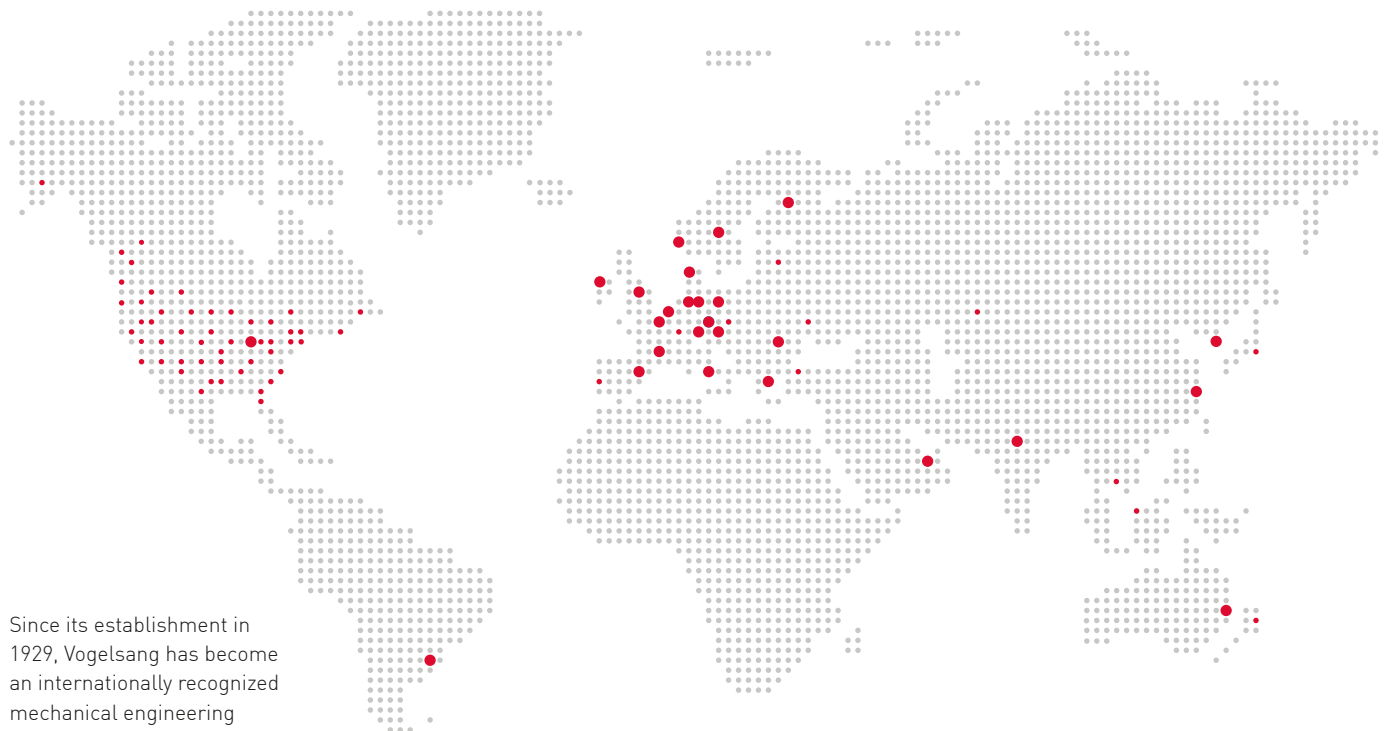 Since its establishment in
1929, Vogelsang has become
an internationally recognized
mechanical engineering